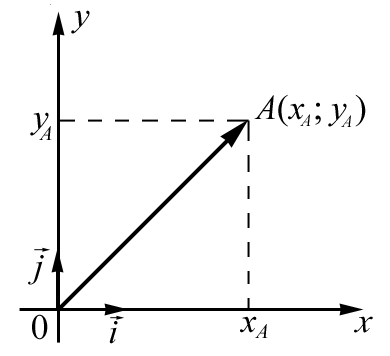 y
A(x_A; y_A)
y_A
j⃗
0
i⃗
x_A
x